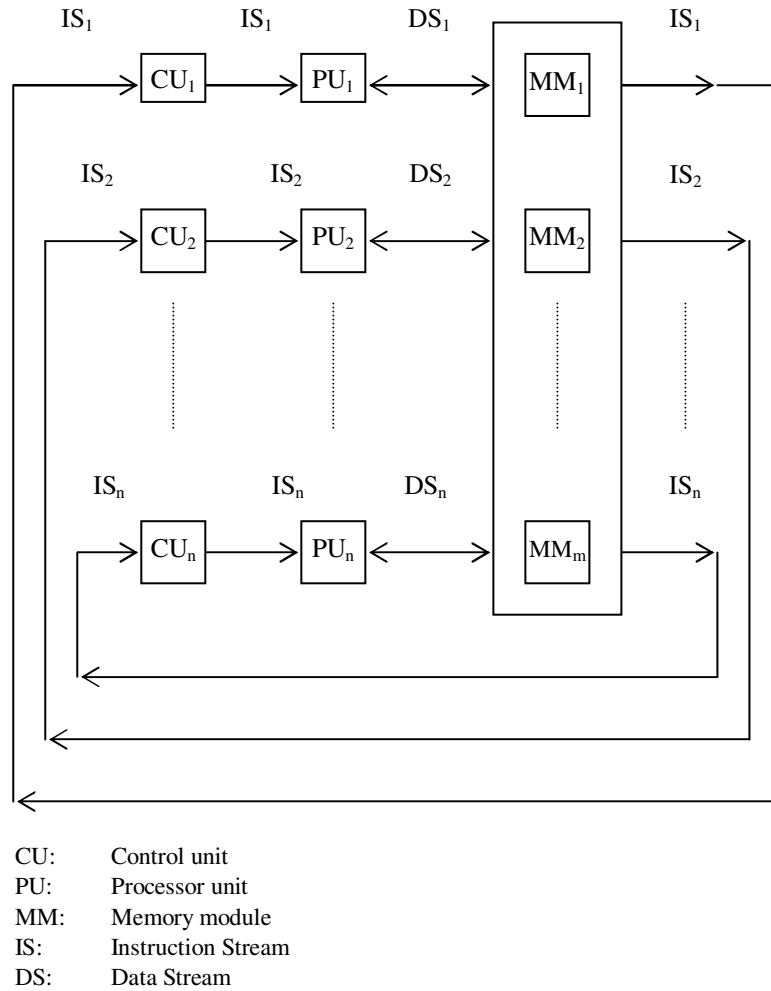 IS₁ IS₁ DS₁ IS₁
CU₁ PU₁ MM₁
IS₂ IS₂ DS₂ IS₂
CU₂ PU₂ MM₂
ISₙ ISₙ DSₙ ISₙ
CUₙ PUₙ MMₘ
CU: Control unit
PU: Processor unit
MM: Memory module
IS: Instruction Stream
DS: Data Stream